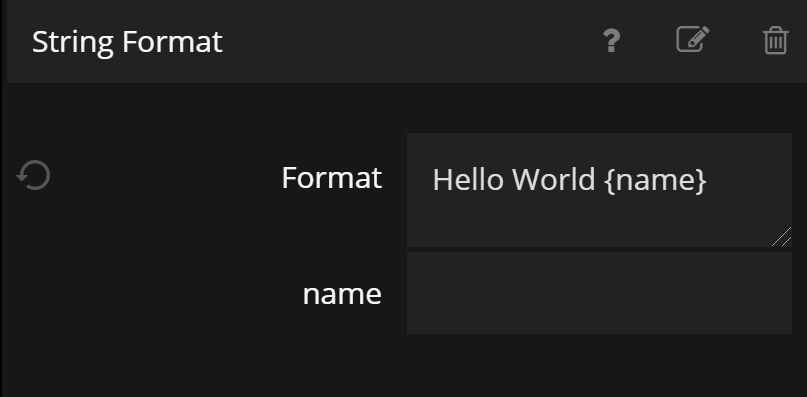 String Format
?
Format
Hello World {name}
name